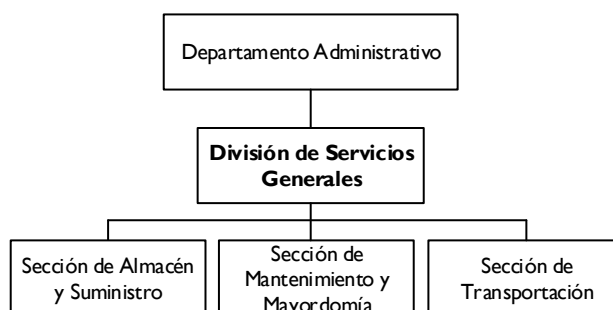 Departamento Administrativo
División de Servicios
Generales
Sección de Almacén
y Suministro
Sección de
Mantenimiento y
Mayordomía
Sección de
Transportación